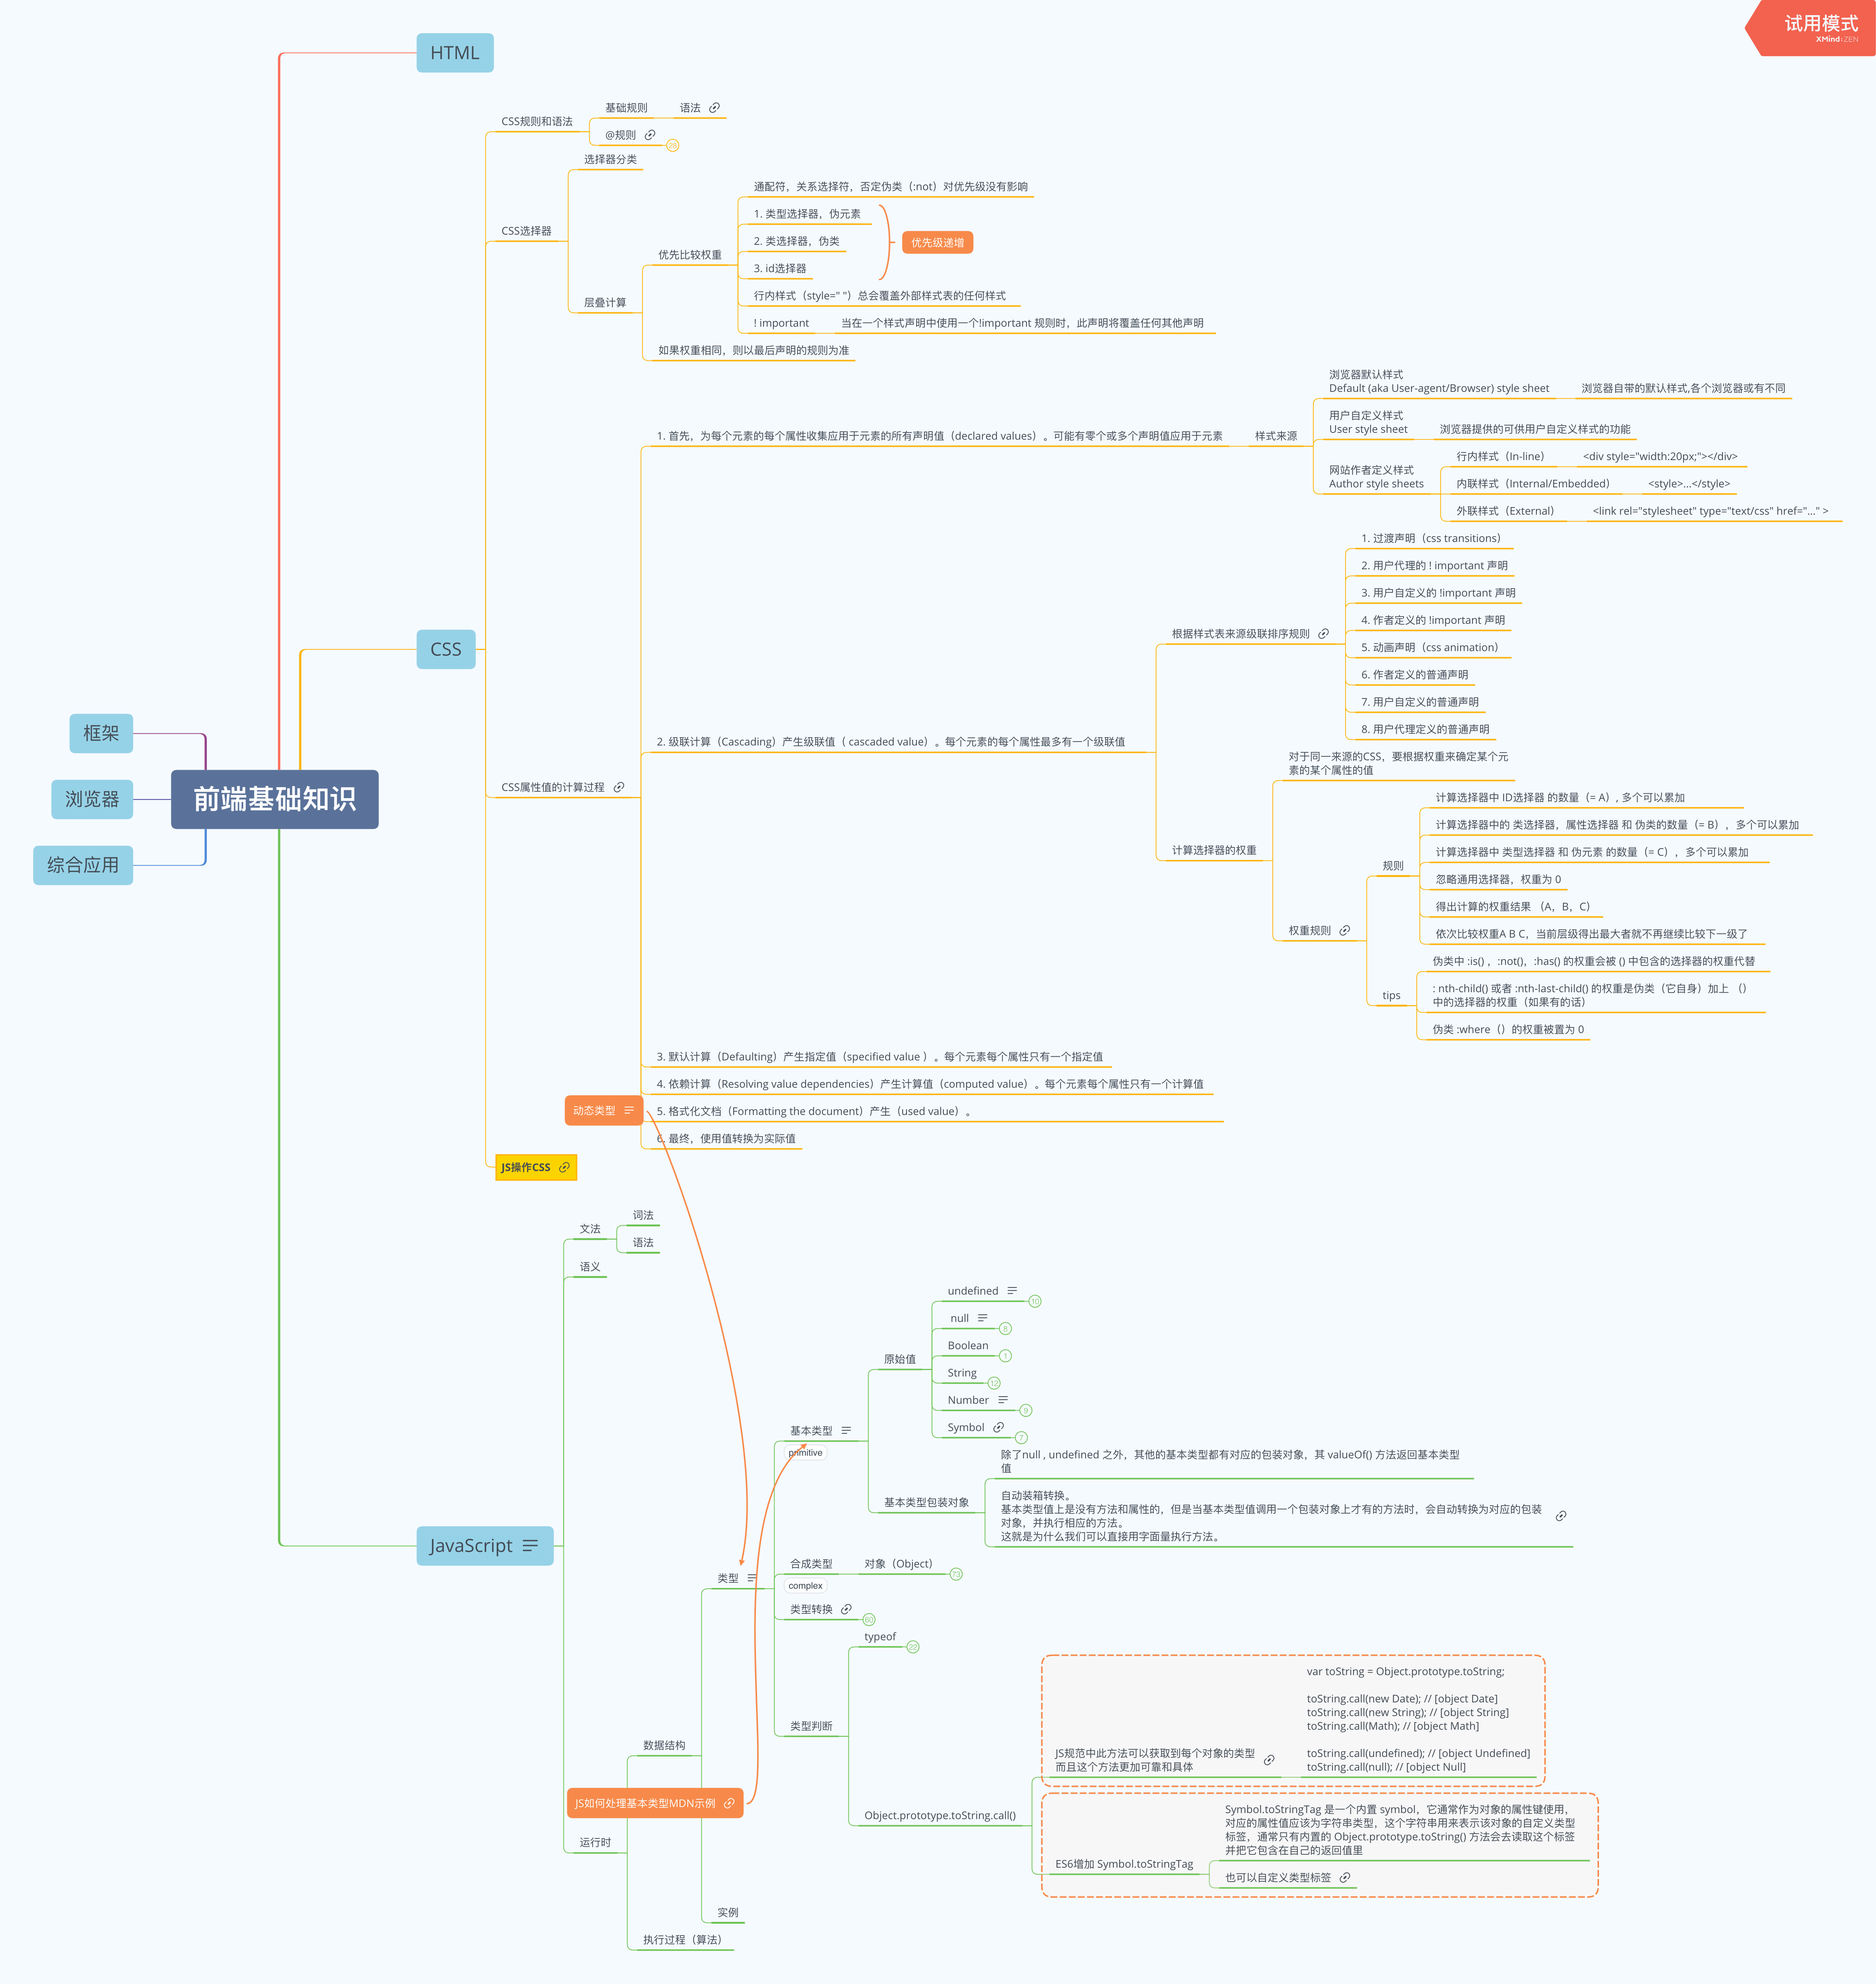 试用模式
XMind:ZEN
前端基础知识
HTML
CSS
CSS规则和语法
基础规则
语法
@规则
28
CSS选择器
选择器分类
层叠计算
优先比较权重
通配符，关系选择符，否定伪类（:not）对优先级没有影响
1. 类型选择器，伪元素
2. 类选择器，伪类
3. id选择器
优先级递增
行内样式（style=" "）总会覆盖外部样式表的任何样式
! important
当在一个样式声明中使用一个!important 规则时，此声明将覆盖任何其他声明
如果权重相同，则以最后声明的规则为准
CSS属性值的计算过程
1. 首先，为每个元素的每个属性收集应用于元素的所有声明值（declared values）。可能有零个或多个声明值应用于元素
样式来源
浏览器默认样式
Default (aka User-agent/Browser) style sheet
浏览器自带的默认样式,各个浏览器或有不同
用户自定义样式
User style sheet
浏览器提供的可供用户自定义样式的功能
网站作者定义样式
Author style sheets
行内样式（In-line）
<div style="width:20px;"></div>
内联样式（Internal/Embedded）
<style>...</style>
外联样式（External）
<link rel="stylesheet" type="text/css" href="..." >
2. 级联计算（Cascading）产生级联值（ cascaded value）。每个元素的每个属性最多有一个级联值
根据样式表来源级联排序规则
1. 过渡声明（css transitions）
2. 用户代理的 ! important 声明
3. 用户自定义的 !important 声明
4. 作者定义的 !important 声明
5. 动画声明（css animation）
6. 作者定义的普通声明
7. 用户自定义的普通声明
8. 用户代理定义的普通声明
计算选择器的权重
对于同一来源的CSS，要根据权重来确定某个元
素的某个属性的值
权重规则
规则
计算选择器中 ID选择器 的数量（= A）, 多个可以累加
计算选择器中的 类选择器，属性选择器 和 伪类的数量（= B），多个可以累加
计算选择器中 类型选择器 和 伪元素 的数量（= C），多个可以累加
忽略通用选择器，权重为 0
得出计算的权重结果 （A，B，C）
依次比较权重A B C，当前层级得出最大者就不再继续比较下一级了
tips
伪类中 :is() ，:not()，:has() 的权重会被 () 中包含的选择器的权重代替
: nth-child() 或者 :nth-last-child() 的权重是伪类（它自身）加上 （）
中的选择器的权重（如果有的话）
伪类 :where（）的权重被置为 0
3. 默认计算（Defaulting）产生指定值（specified value ）。每个元素每个属性只有一个指定值
4. 依赖计算（Resolving value dependencies）产生计算值（computed value）。每个元素每个属性只有一个计算值
动态类型
5. 格式化文档（Formatting the document）产生（used value）。
6. 最终，使用值转换为实际值
JS操作CSS
框架
浏览器
综合应用
JavaScript
文法
词法
语法
语义
运行时
数据结构
类型
基本类型
primitive
原始值
undefined
10
null
8
Boolean
1
String
12
Number
9
Symbol
7
基本类型包装对象
除了null , undefined 之外，其他的基本类型都有对应的包装对象，其 valueOf() 方法返回基本类型
值
自动装箱转换。
基本类型值上是没有方法和属性的，但是当基本类型值调用一个包装对象上才有的方法时，会自动转换为对应的包装
对象，并执行相应的方法。
这就是为什么我们可以直接用字面量执行方法。
合成类型
complex
对象（Object）
73
类型转换
60
类型判断
typeof
22
Object.prototype.toString.call()
JS规范中此方法可以获取到每个对象的类型
而且这个方法更加可靠和具体
var toString = Object.prototype.toString;
toString.call(new Date); // [object Date]
toString.call(new String); // [object String]
toString.call(Math); // [object Math]
toString.call(undefined); // [object Undefined]
toString.call(null); // [object Null]
ES6增加 Symbol.toStringTag
Symbol.toStringTag 是一个内置 symbol，它通常作为对象的属性键使用，
对应的属性值应该为字符串类型，这个字符串用来表示该对象的自定义类型
标签，通常只有内置的 Object.prototype.toString() 方法会去读取这个标签
并把它包含在自己的返回值里
也可以自定义类型标签
JS如何处理基本类型MDN示例
实例
执行过程（算法）